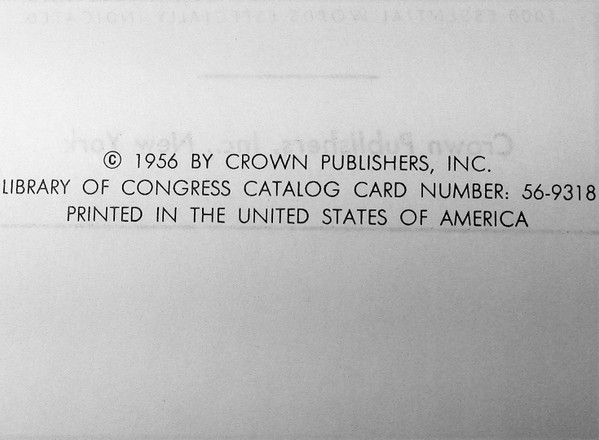 © 1956 BY CROWN PUBLISHERS, INC.
LIBRARY OF CONGRESS CATALOG CARD NUMBER: 56-9318
PRINTED IN THE UNITED STATES OF AMERICA